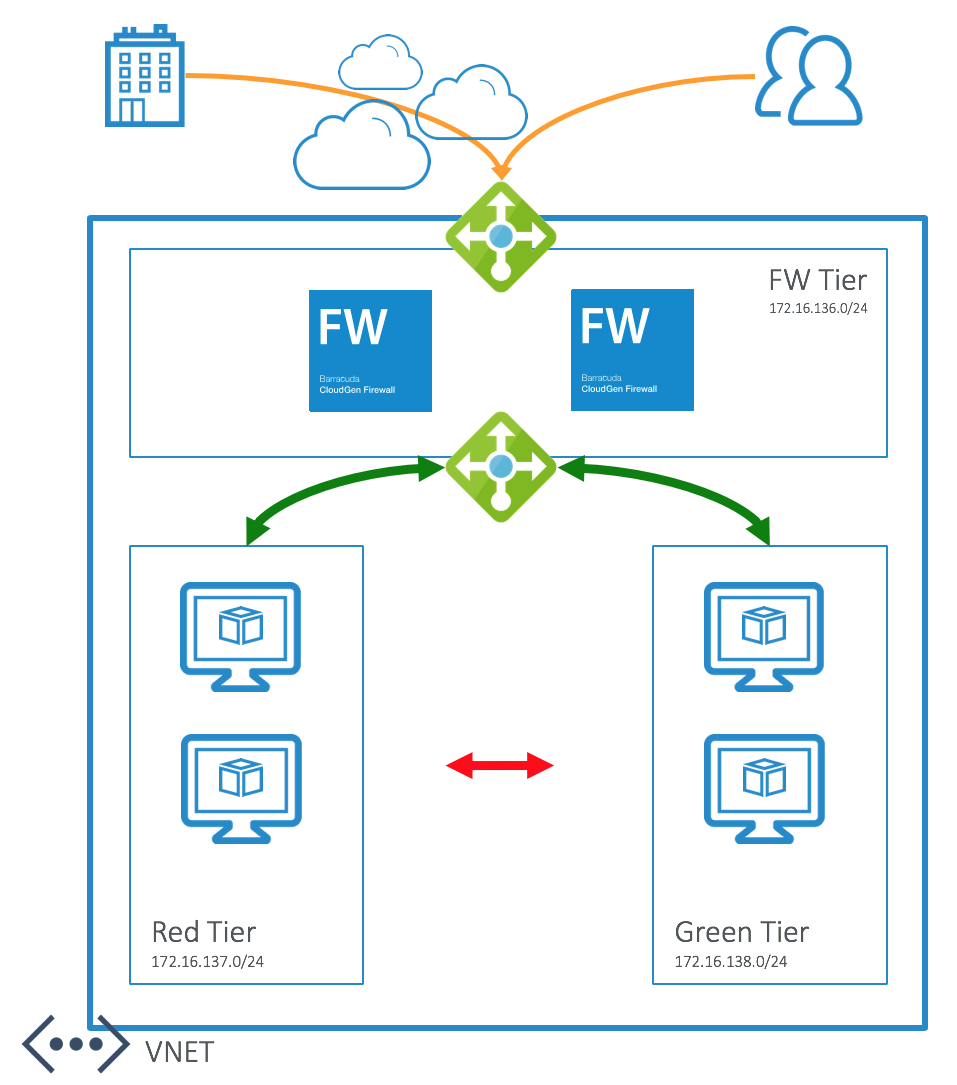 FW Tier
172.16.136.0/24
FW
Barracuda
CloudGen Firewall
FW
Barracuda
CloudGen Firewall
Red Tier
172.16.137.0/24
Green Tier
172.16.138.0/24
VNET